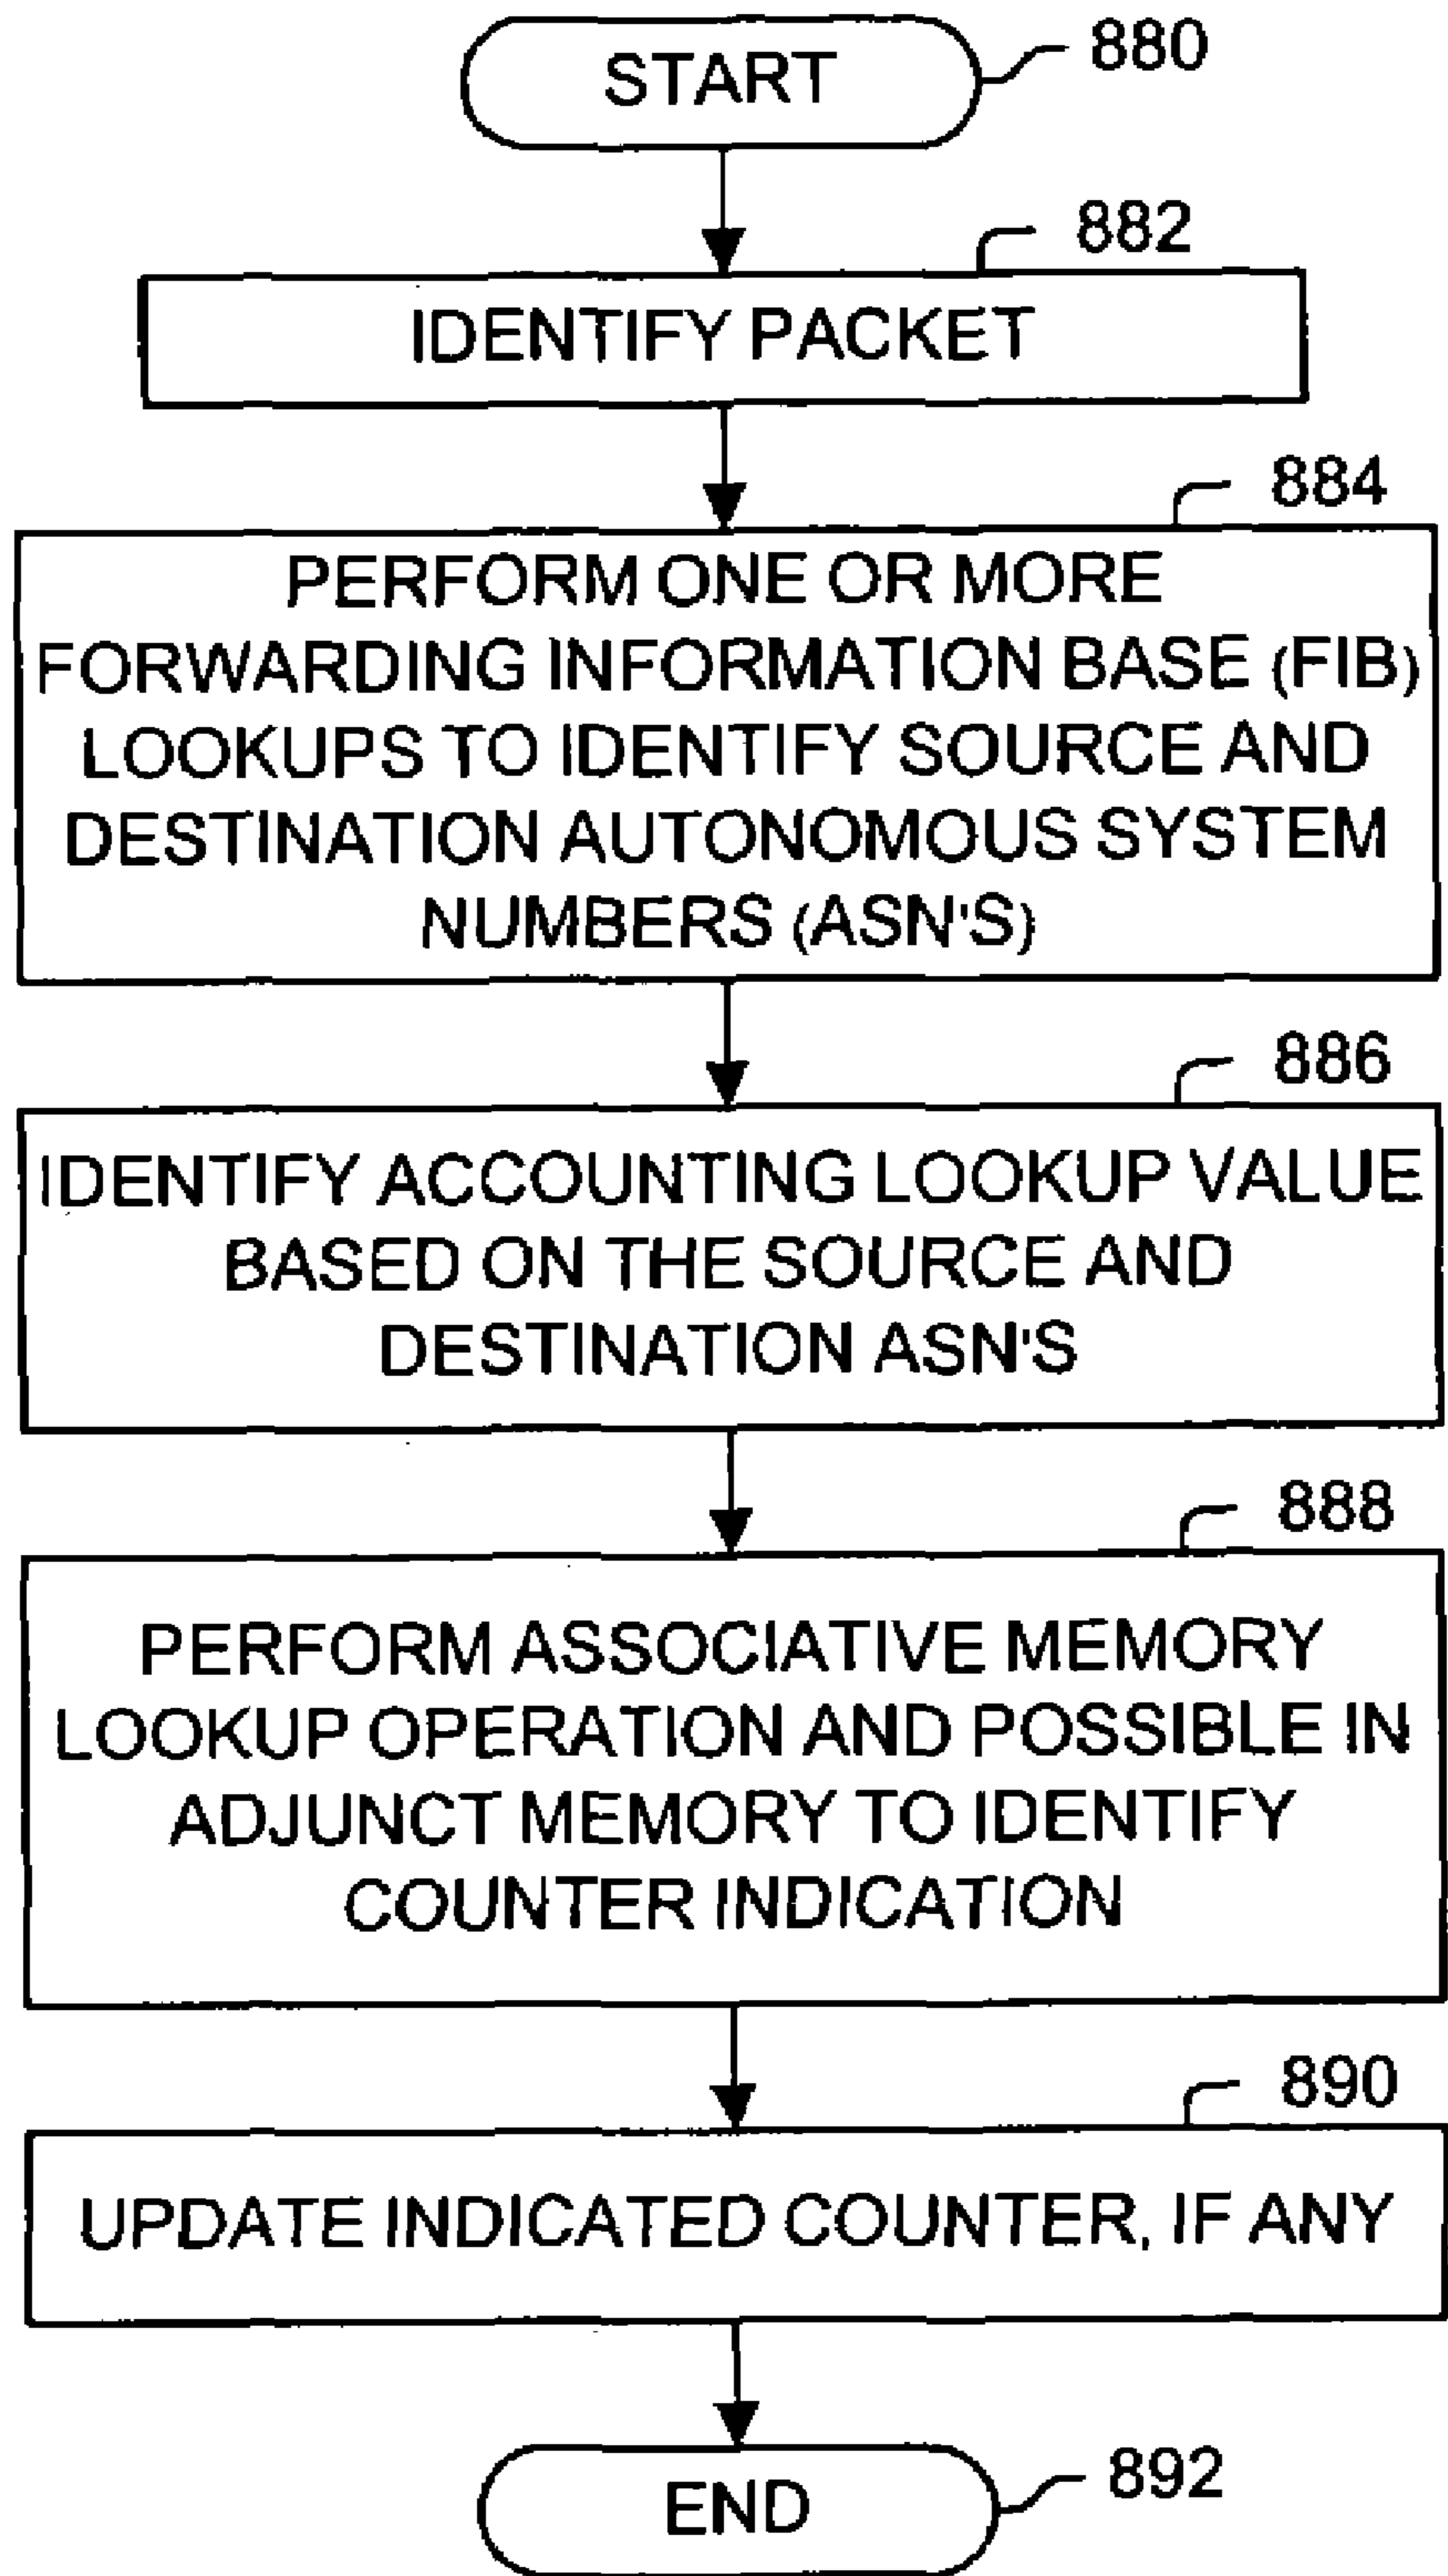 START
880
882
IDENTIFY PACKET
884
PERFORM ONE OR MORE
FORWARDING INFORMATION BASE (FIB)
LOOKUPS TO IDENTIFY SOURCE AND
DESTINATION AUTONOMOUS SYSTEM
NUMBERS (ASN'S)
886
IDENTIFY ACCOUNTING LOOKUP VALUE
BASED ON THE SOURCE AND
DESTINATION ASN'S
888
PERFORM ASSOCIATIVE MEMORY
LOOKUP OPERATION AND POSSIBLE IN
ADJUNCT MEMORY TO IDENTIFY
COUNTER INDICATION
890
UPDATE INDICATED COUNTER, IF ANY
END
892